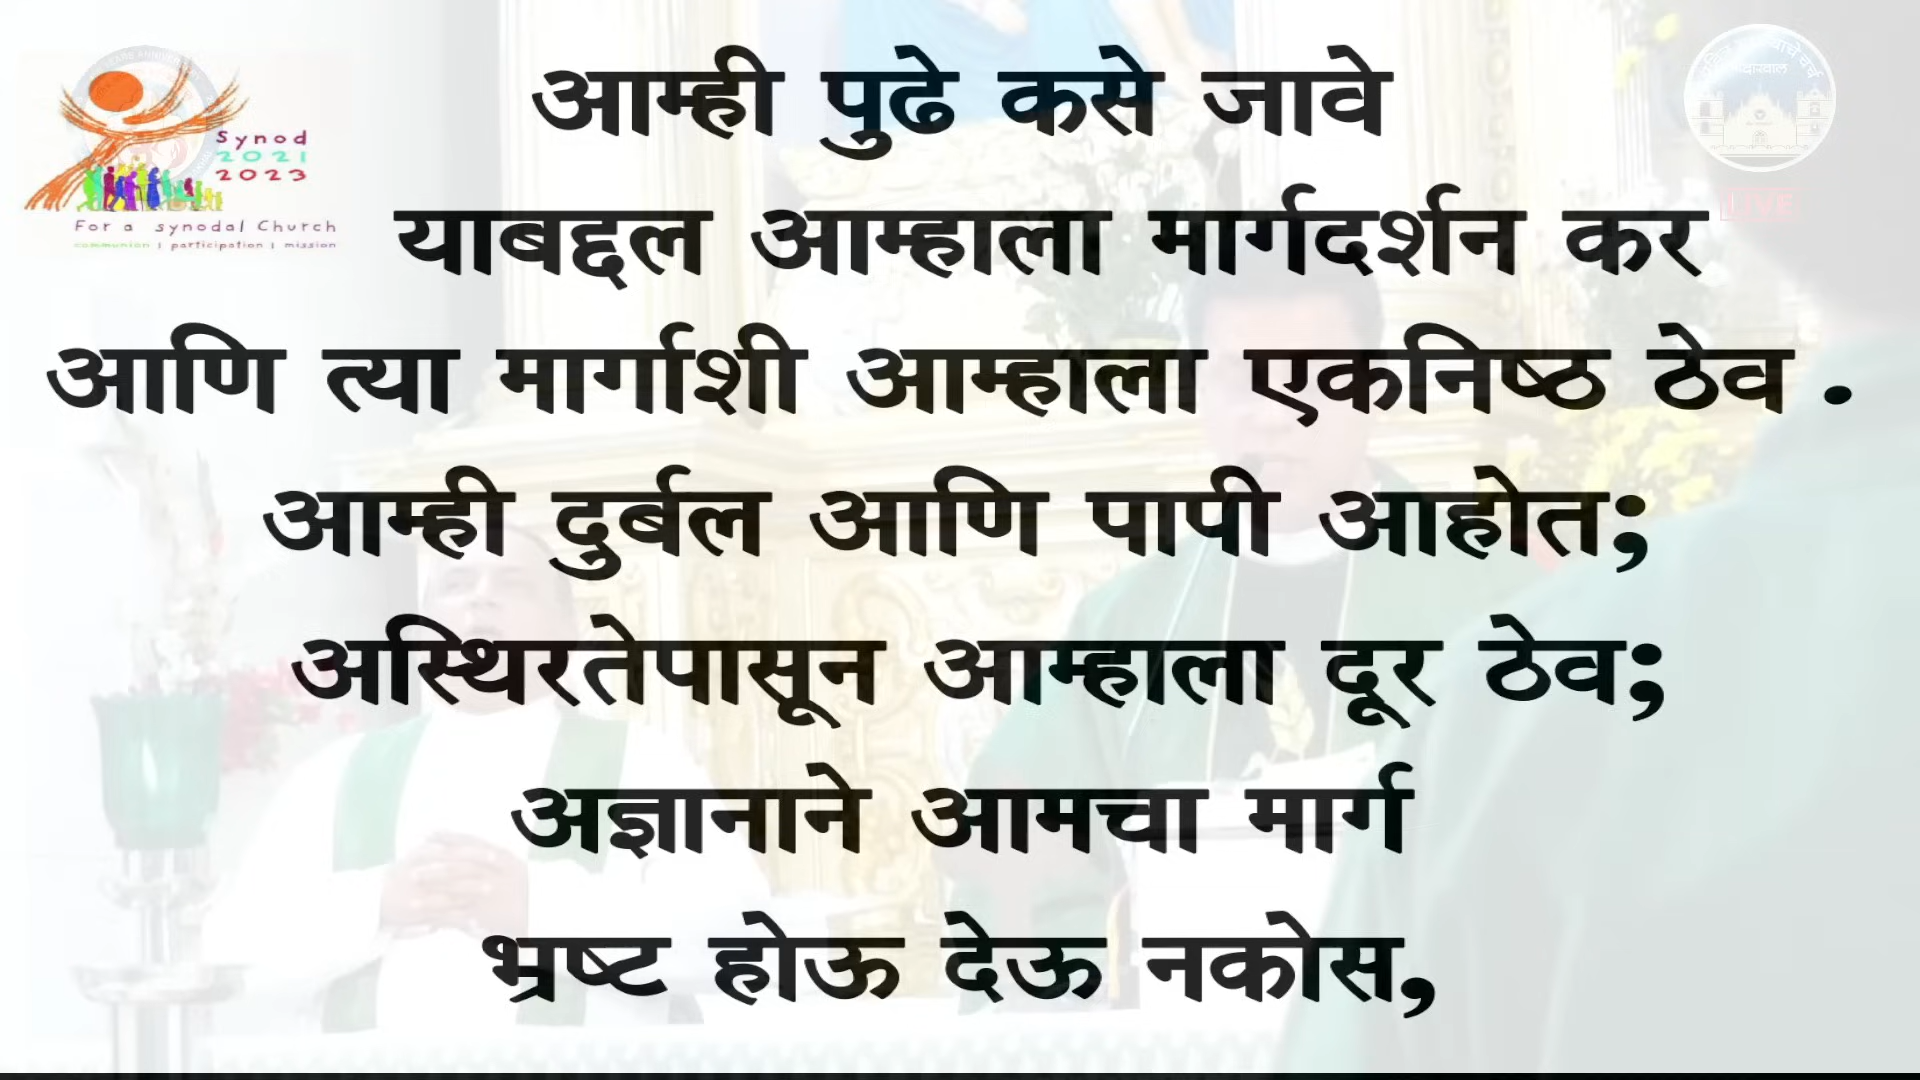 आम्ही पुढे कसे जावे
याबद्दल आम्हाला मार्गदर्शन कर
आणि त्या मार्गाशी आम्हाला एकनिष्ठ ठेव .
आम्ही दुर्बल आणि पापी आहोत;
अस्थिरतेपासून आम्हाला दूर ठेव;
अज्ञानाने आमचा मार्ग
भ्रष्ट होऊ देऊ नकोस,
Synod
2021
2023
For a synodal Church
communion | participation | mission
LIVE